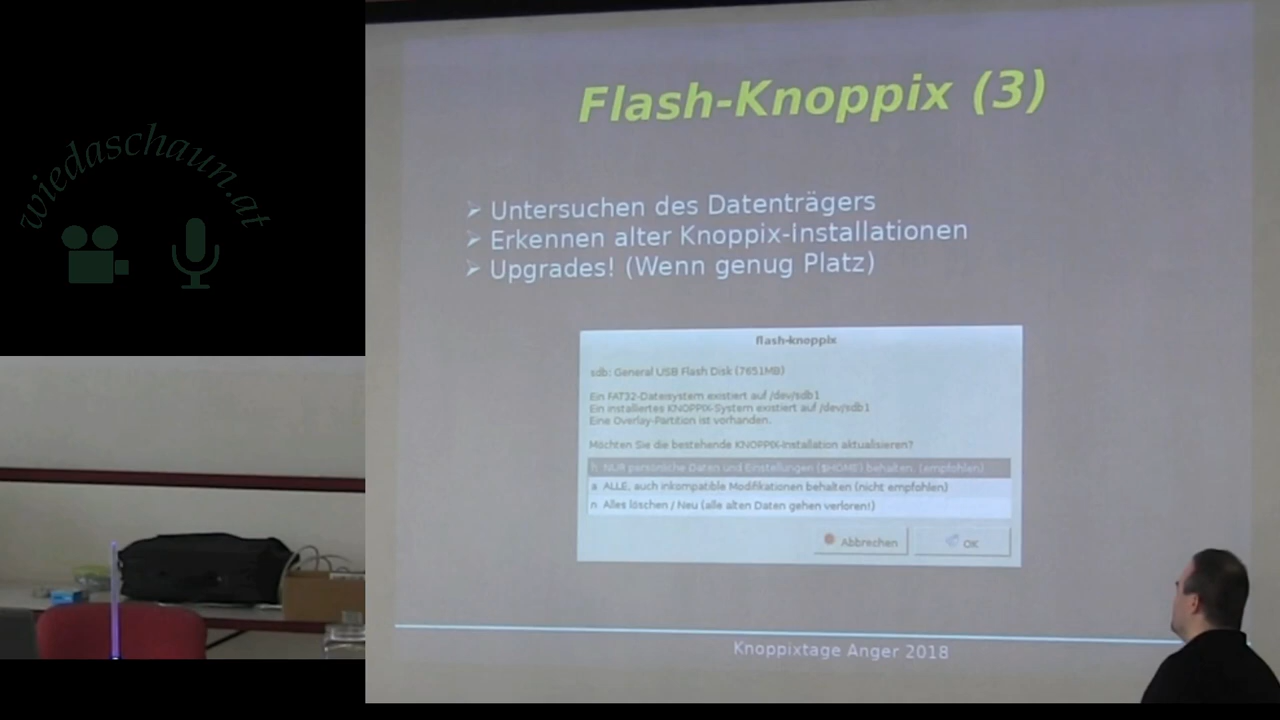 wiedaschaun.at
Flash-Knoppix (3)
Untersuchen des Datenträgers
Erkennen alter Knoppix-Installationen
Upgrades! (Wenn genug Platz)
flash-knoppix
sdb: General USB Flash Disk (7651MB)
Ein FAT32-Dateisystem existiert auf /dev/sdb1
Ein installiertes KNOPPIX-System existiert auf /dev/sdb1
Eine Overlay-Partition ist vorhanden.
Möchten Sie die bestehende KNOPPIX-Installation aktualisieren?
h NUR persönliche Daten und Einstellungen ($HOME) behalten. (empfohlen)
a ALLE, auch inkompatible Modifikationen behalten (nicht empfohlen)
n Alles löschen / Neu (alle alten Daten gehen verloren!)
Abbrechen
OK
Knoppixtage Anger 2018